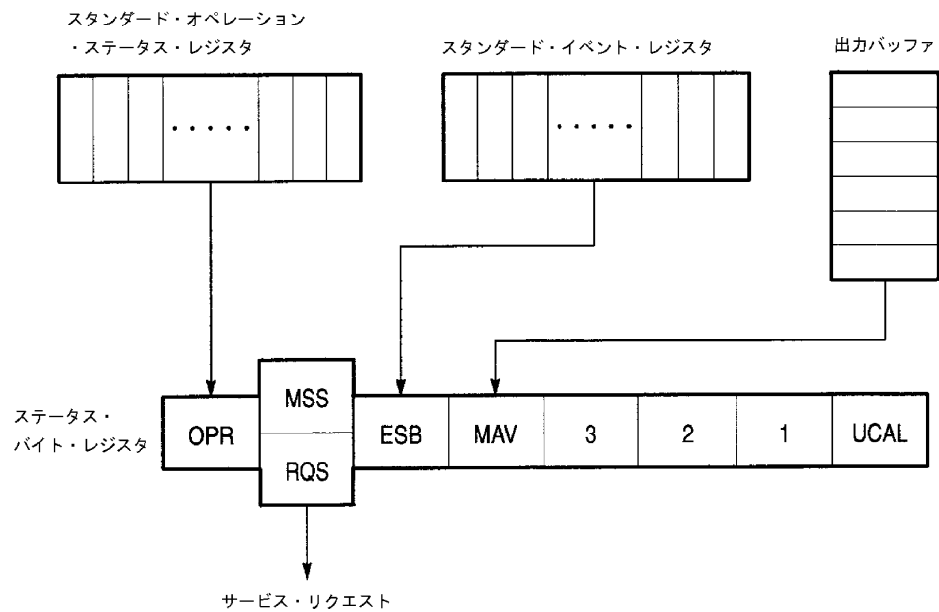 スタンダード・オペレーション
・ステータス・レジスタ
スタンダード・イベント・レジスタ
出力バッファ
・・・・・
・・・・・
ステータス・
バイト・レジスタ
OPR
MSS
RQS
ESB
MAV
3
2
1
UCAL
サービス・リクエスト